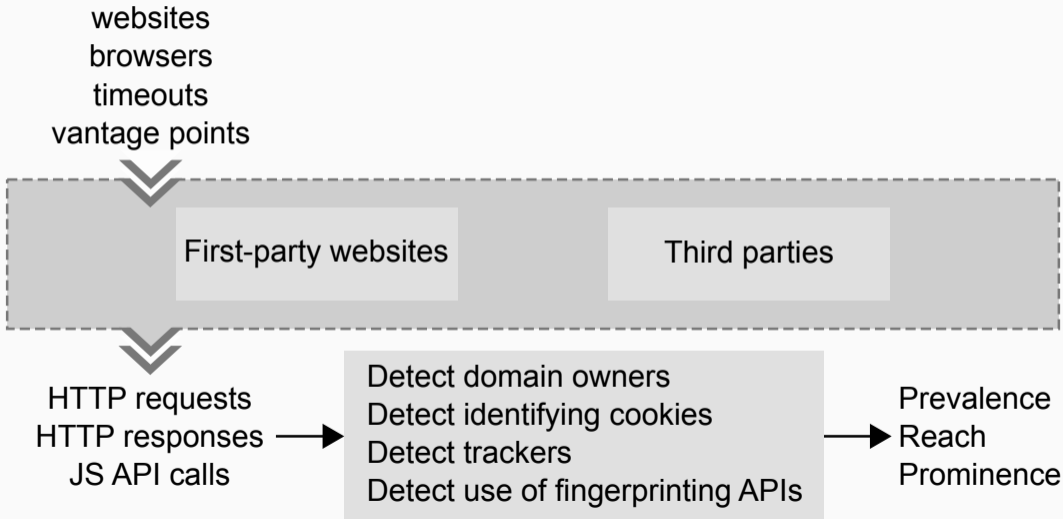 websites
browsers
timeouts
vantage points
First-party websites
Third parties
HTTP requests
HTTP responses
JS API calls
Detect domain owners
Detect identifying cookies
Detect trackers
Detect use of fingerprinting APIs
Prevalence
Reach
Prominence